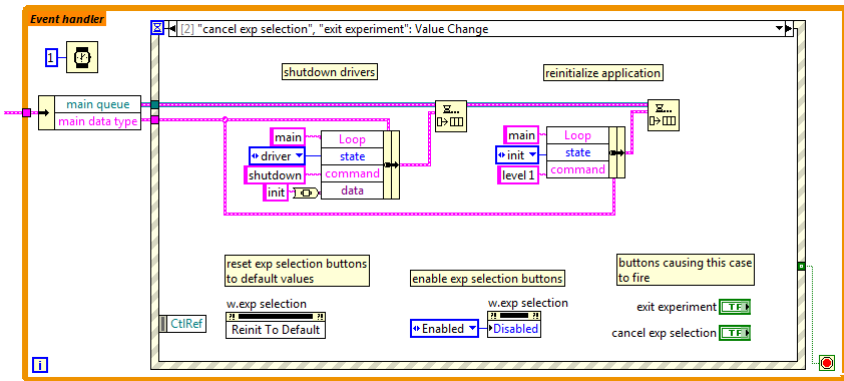 Event handler
[2] "cancel exp selection", "exit experiment": Value Change
1
shutdown drivers
reinitialize application
main queue
main data type
main
Loop
driver
state
shutdown
command
init
data
main
Loop
init
state
level 1
command
reset exp selection buttons
to default values
enable exp selection buttons
buttons causing this case
to fire
w.exp selection
Reinit To Default
w.exp selection
Enabled
Disabled
exit experiment
TF
cancel exp selection
TF
CtlRef
i